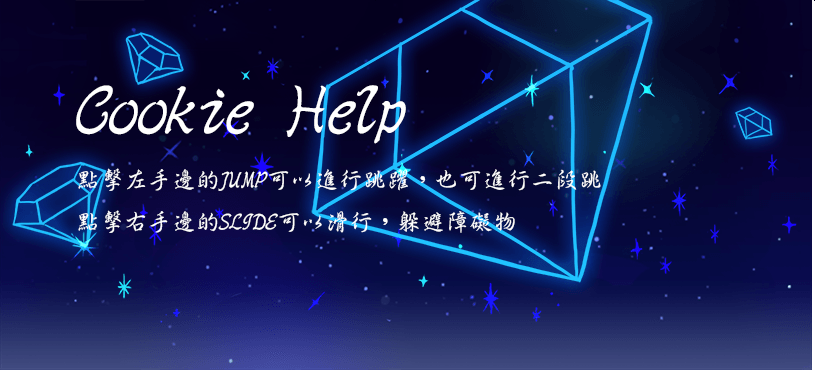 Cookie Help
點擊左手邊的JUMP可以進行跳躍，也可進行二段跳
點擊右手邊的SLIDE可以滑行，躲避障礙物